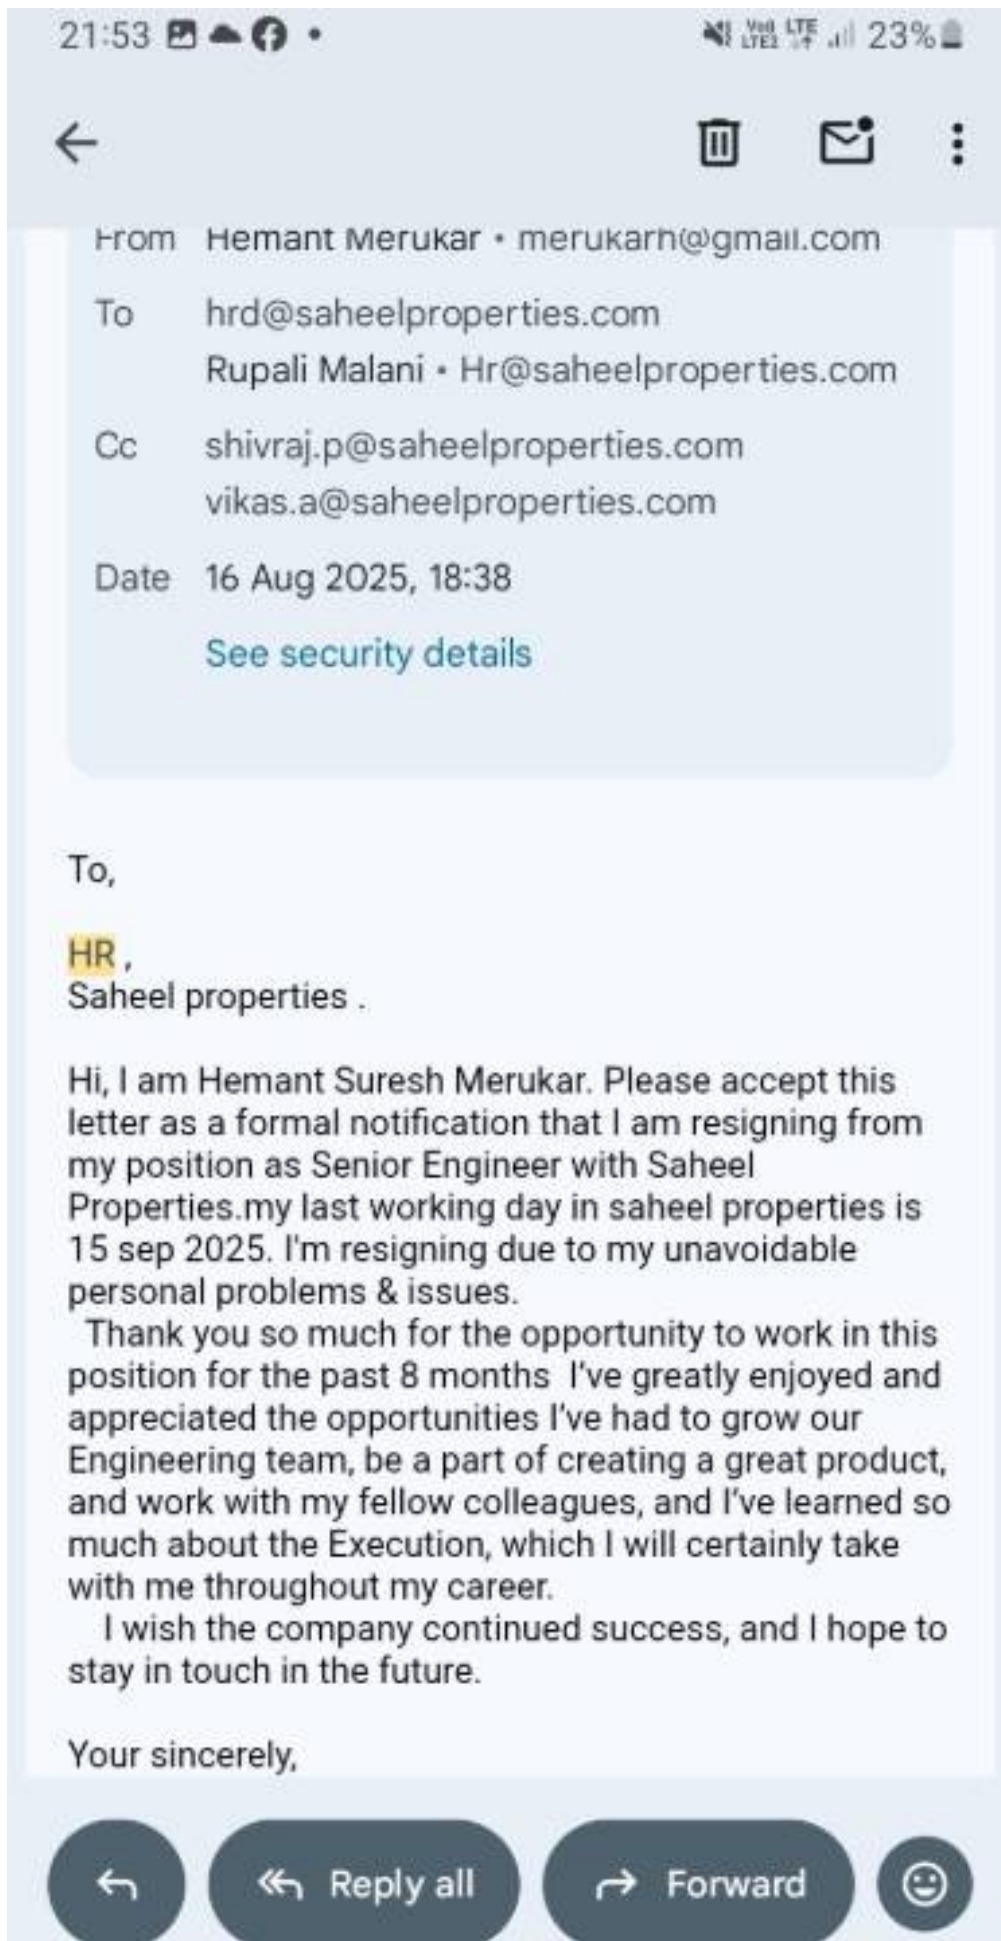 21:53
Vo)) LTE2 LTE 23%
From Hemant Merukar • merukarh@gmail.com
To hrd@saheelproperties.com
Rupali Malani • Hr@saheelproperties.com
Cc shivraj.p@saheelproperties.com
vikas.a@saheelproperties.com
Date 16 Aug 2025, 18:38
See security details
To,
HR ,
Saheel properties .
Hi, I am Hemant Suresh Merukar. Please accept this
letter as a formal notification that I am resigning from
my position as Senior Engineer with Saheel
Properties.my last working day in saheel properties is
15 sep 2025. I'm resigning due to my unavoidable
personal problems & issues.
Thank you so much for the opportunity to work in this
position for the past 8 months  I've greatly enjoyed and
appreciated the opportunities I've had to grow our
Engineering team, be a part of creating a great product,
and work with my fellow colleagues, and I've learned so
much about the Execution, which I will certainly take
with me throughout my career.
I wish the company continued success, and I hope to
stay in touch in the future.
Your sincerely,
Reply all
Forward